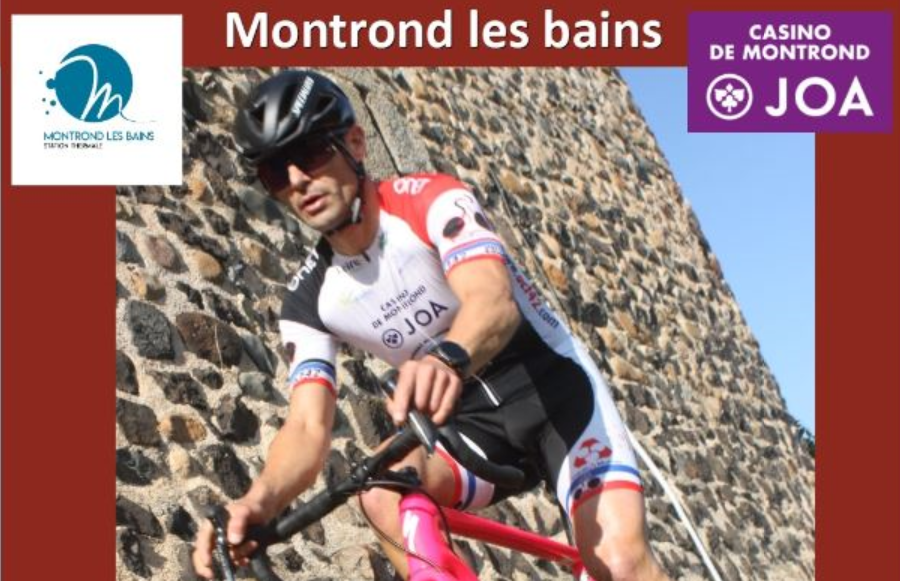 Montrond les bains
m
MONTROND LES BAINS
STATION THERMALE
CASINO
DE MONTROND
JOA
CASINO
DE MONTROND
JOA